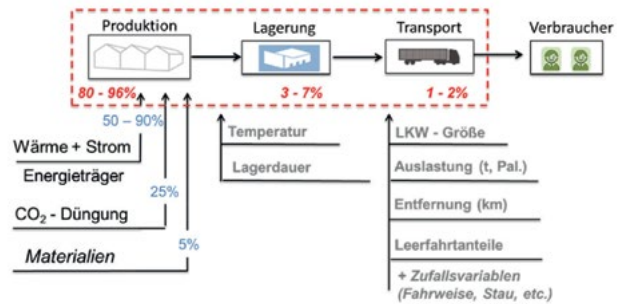 Produktion
Lagerung
Transport
Verbraucher
80 - 96%
3 - 7%
1 - 2%
50 – 90%
Wärme + Strom
Energieträger
25%
CO₂ - Düngung
5%
Materialien
Temperatur
Lagerdauer
LKW - Größe
Auslastung (t, Pal.)
Entfernung (km)
Leerfahrtanteile
+ Zufallsvariablen
(Fahrweise, Stau, etc.)